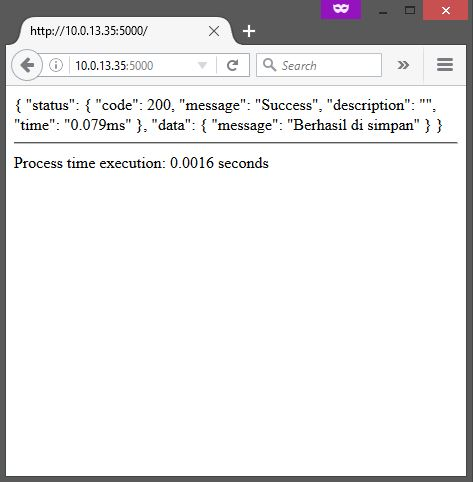 http://10.0.13.35:5000/
10.0.13.35:5000
Search
{ "status": { "code": 200, "message": "Success", "description": "",
"time": "0.079ms" }, "data": { "message": "Berhasil di simpan" } }
Process time execution: 0.0016 seconds